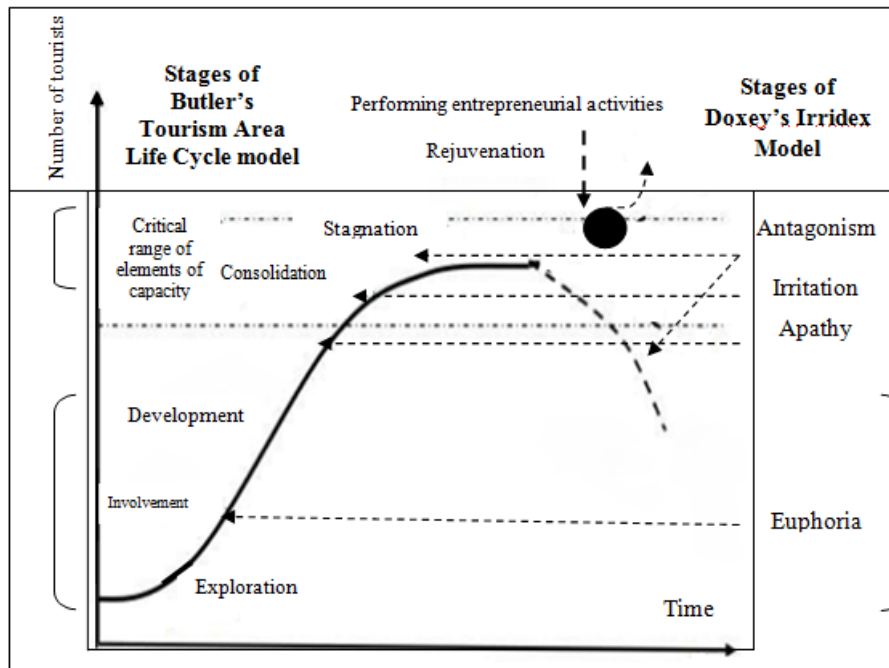 Number of tourists
Stages of
Butler's
Tourism Area
Life Cycle model
Performing entrepreneurial activities
Rejuvenation
Stages of
Doxey's Irridex
Model
Critical
range of
elements of
capacity
Stagnation
Consolidation
Antagonism
Irritation
Apathy
Development
Involvement
Euphoria
Exploration
Time